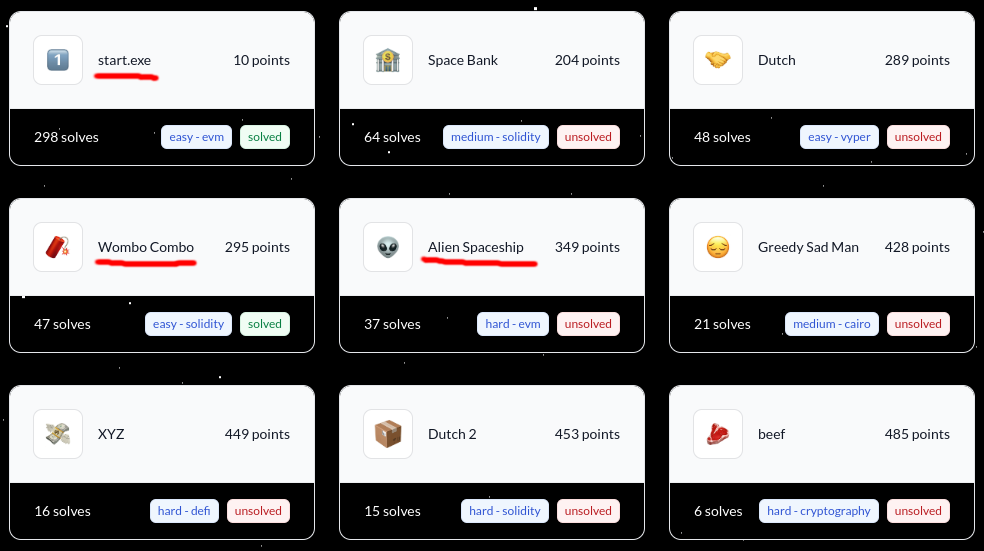 1 start.exe 10 points
298 solves easy - evm solved
$ Space Bank 204 points
64 solves medium - solidity unsolved
Dutch 289 points
48 solves easy - vyper unsolved
Wombo Combo 295 points
47 solves easy - solidity solved
Alien Spaceship 349 points
37 solves hard - evm unsolved
Greedy Sad Man 428 points
21 solves medium - cairo unsolved
XYZ 449 points
16 solves hard - defi unsolved
Dutch 2 453 points
15 solves hard - solidity unsolved
beef 485 points
6 solves hard - cryptography unsolved